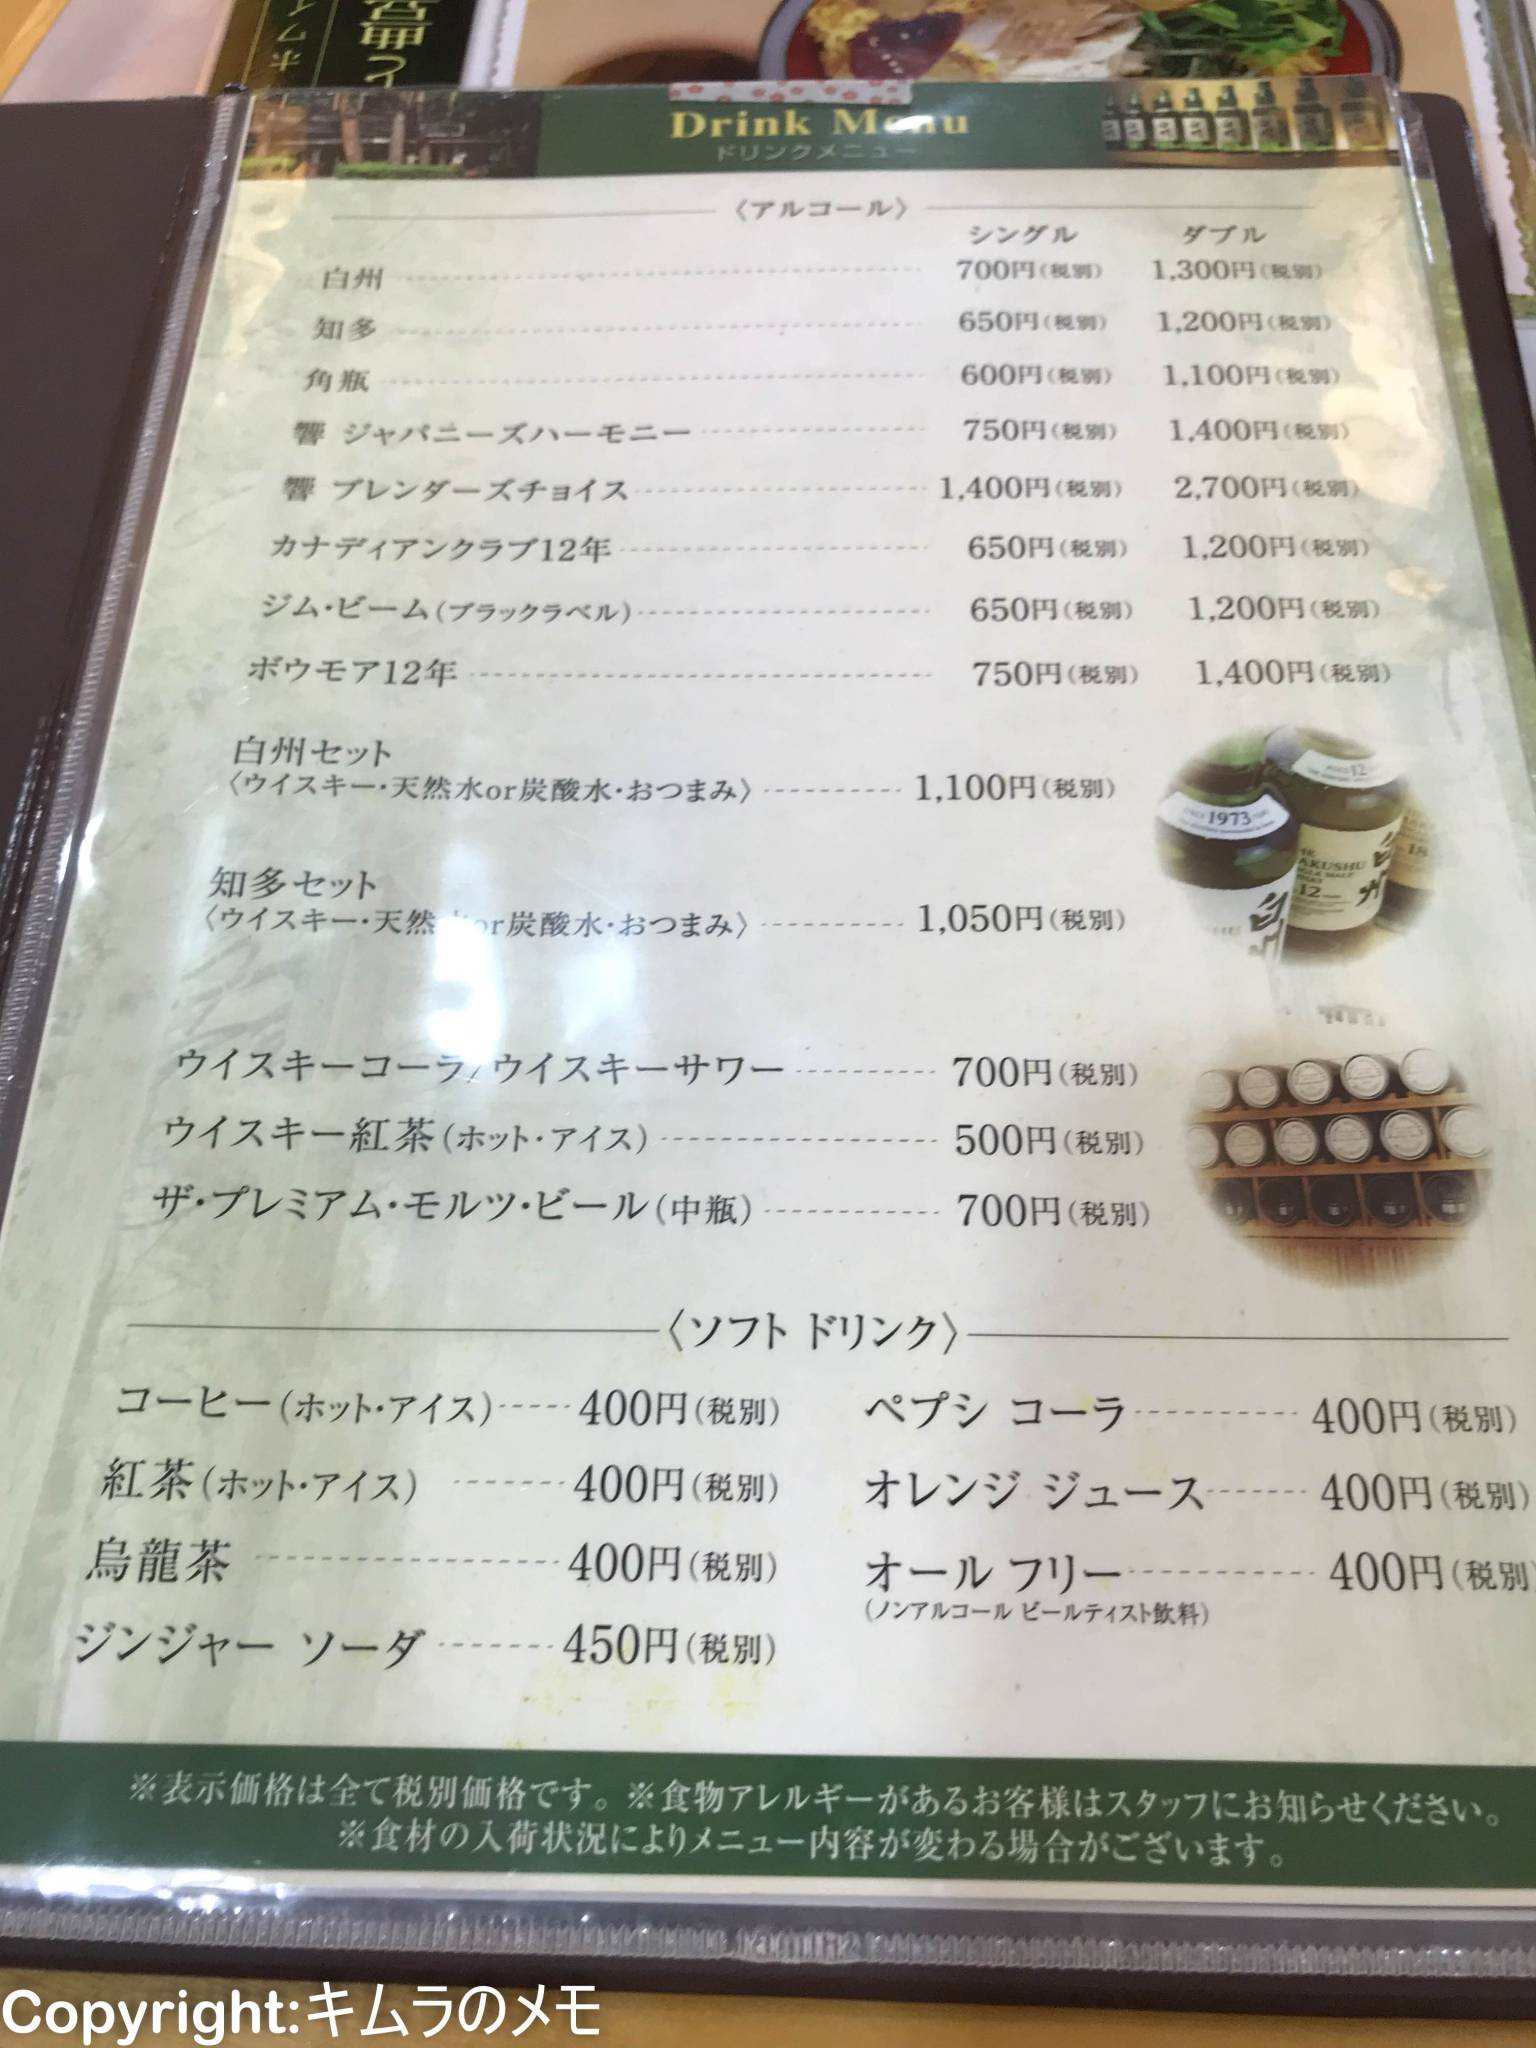 Drink Menu
ドリンクメニュー
〈アルコール〉
シングル ダブル
白州 700円(税別) 1,300円(税別)
知多 650円(税別) 1,200円(税別)
角瓶 600円(税別) 1,100円(税別)
響 ジャパニーズハーモニー 750円(税別) 1,400円(税別)
響 ブレンダーズチョイス 1,400円(税別) 2,700円(税別)
カナディアンクラブ12年 650円(税別) 1,200円(税別)
ジム・ビーム(ブラックラベル) 650円(税別) 1,200円(税別)
ボウモア12年 750円(税別) 1,400円(税別)
白州セット
〈ウイスキー・天然水or炭酸水・おつまみ〉 1,100円(税別)
知多セット
〈ウイスキー・天然水or炭酸水・おつまみ〉 1,050円(税別)
1973
12
白州
18
ウイスキーコーラ/ウイスキーサワー 700円(税別)
ウイスキー紅茶(ホット・アイス) 500円(税別)
ザ・プレミアム・モルツ・ビール(中瓶) 700円(税別)
〈ソフト ドリンク〉
コーヒー(ホット・アイス) 400円(税別) ペプシ コーラ 400円(税別)
紅茶(ホット・アイス) 400円(税別) オレンジ ジュース 400円(税別)
烏龍茶 400円(税別) オール フリー 400円(税別)
(ノンアルコール ビールテイスト飲料)
ジンジャー ソーダ 450円(税別)
※表示価格は全て税別価格です。※食物アレルギーがあるお客様はスタッフにお知らせください。
※食材の入荷状況によりメニュー内容が変わる場合がございます。
Copyright:キムラのメモ